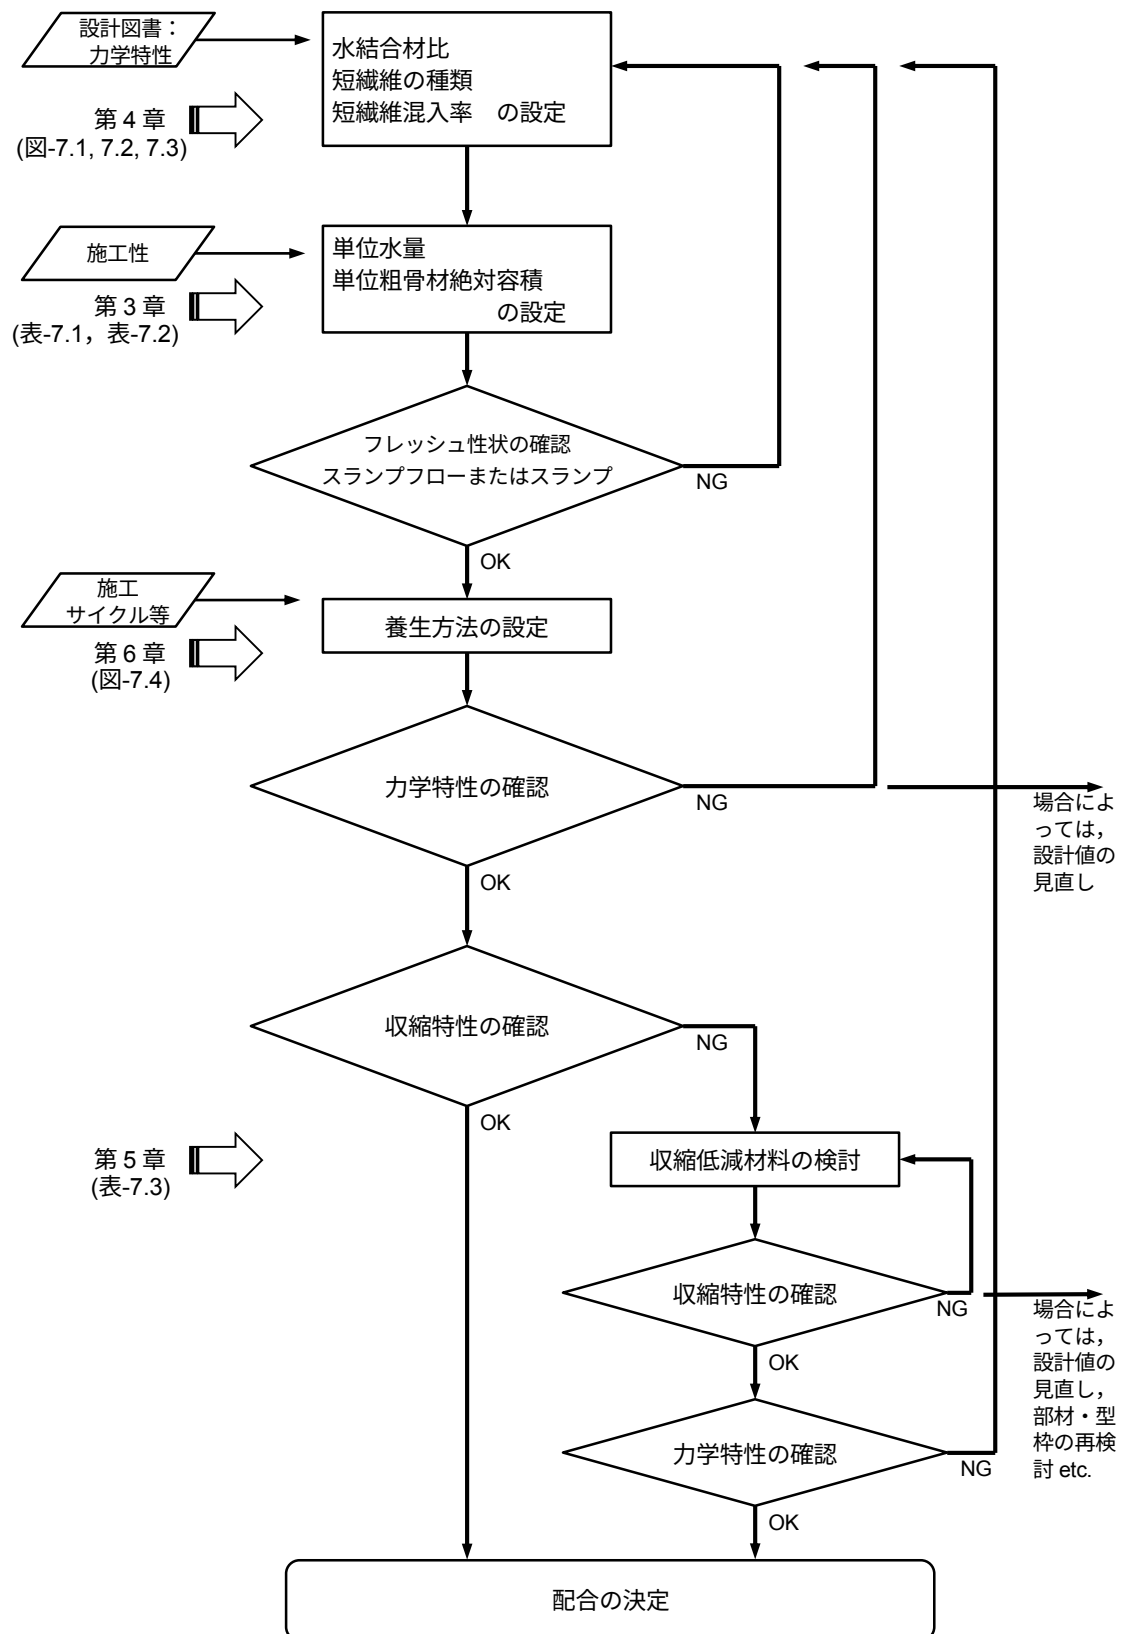 設計図書：
力学特性
水結合材比
短繊維の種類
短繊維混入率　の設定
第 4 章
(図-7.1, 7.2, 7.3)
施工性
単位水量
単位粗骨材絶対容積
の設定
第 3 章
(表-7.1，表-7.2)
フレッシュ性状の確認
スランプフローまたはスランプ
NG
OK
施工
サイクル等
養生方法の設定
第 6 章
(図-7.4)
力学特性の確認
NG
場合によ
っては，
設計値の
見直し
OK
収縮特性の確認
NG
OK
第 5 章
(表-7.3)
収縮低減材料の検討
収縮特性の確認
NG
場合によ
っては，
設計値の
見直し，
部材・型
枠の再検
討 etc.
OK
力学特性の確認
NG
OK
配合の決定